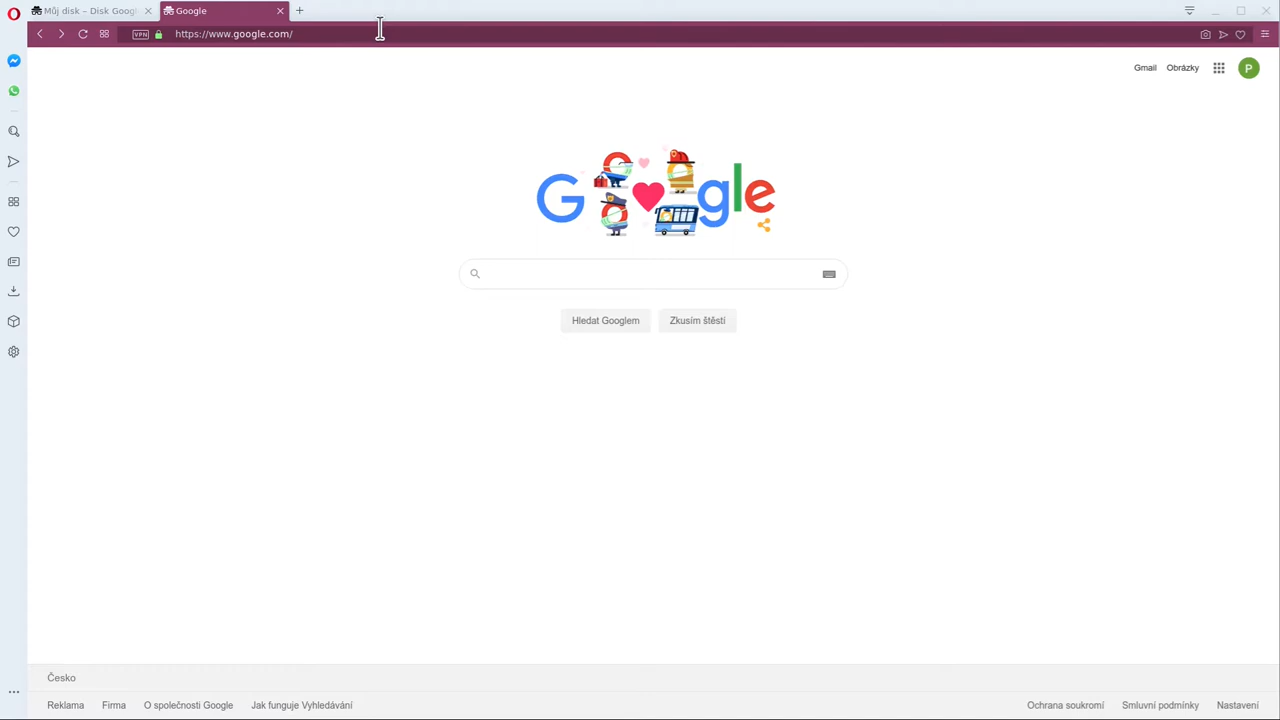 Můj disk – Disk Googl
Google
VPN
https://www.google.com/
Gmail
Obrázky
P
Google
Hledat Googlem
Zkusím štěstí
Česko
Reklama
Firma
O společnosti Google
Jak funguje Vyhledávání
Ochrana soukromí
Smluvní podmínky
Nastavení